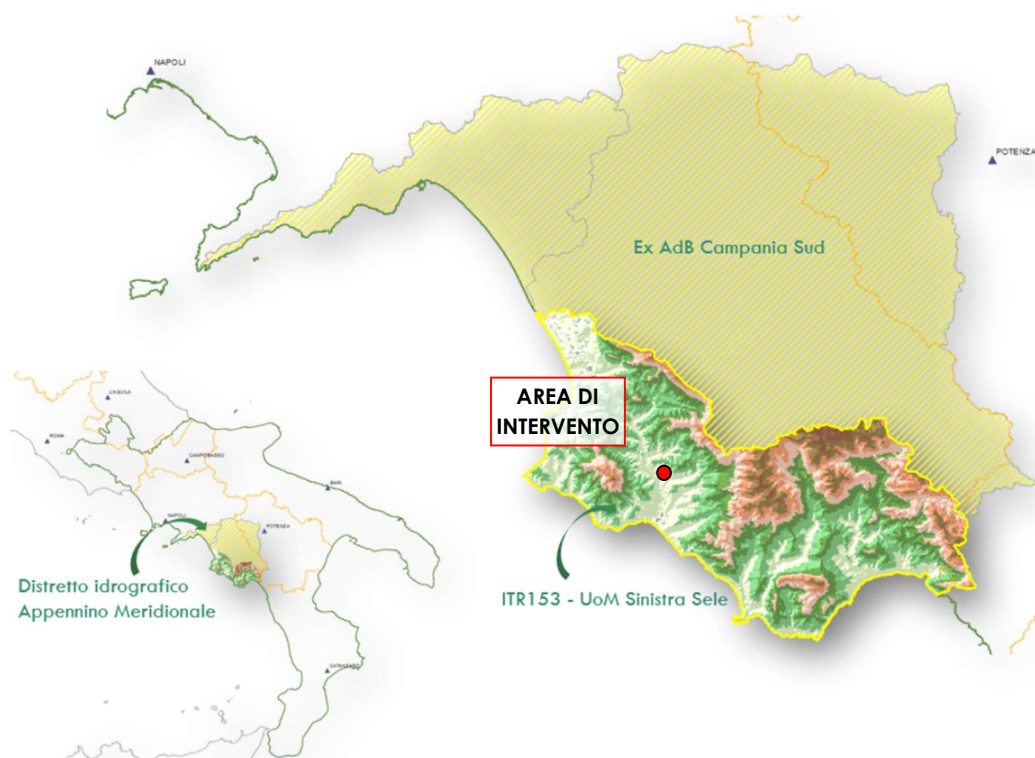 NAPOLI
POTENZA
Ex AdB Campania Sud
AREA DI
INTERVENTO
ITR153 - UoM Sinistra Sele
L'AQUILA
ROMA
CAMPOBASSO
BARI
NAPOLI
POTENZA
Distretto idrografico
Appennino Meridionale
CATANZARO